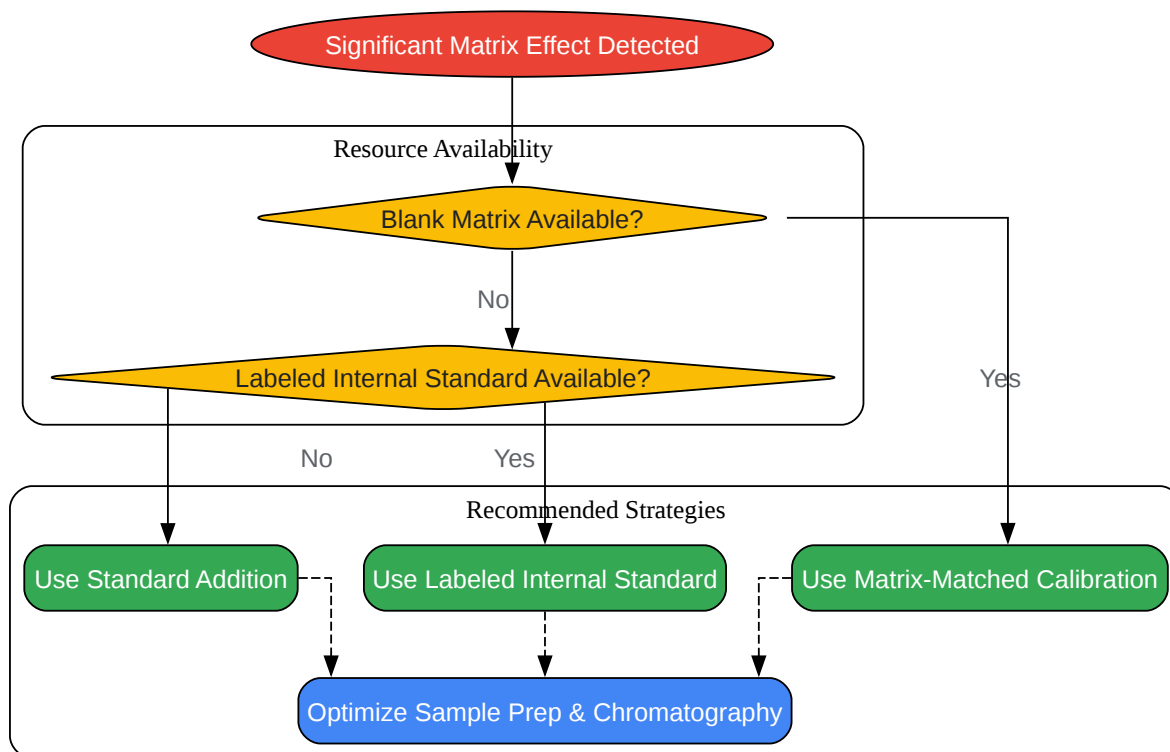 Significant Matrix Effect Detected
Resource Availability
Blank Matrix Available?
No
Labeled Internal Standard Available?
Yes
No
Yes
Recommended Strategies
Use Standard Addition
Use Labeled Internal Standard
Use Matrix-Matched Calibration
Optimize Sample Prep & Chromatography